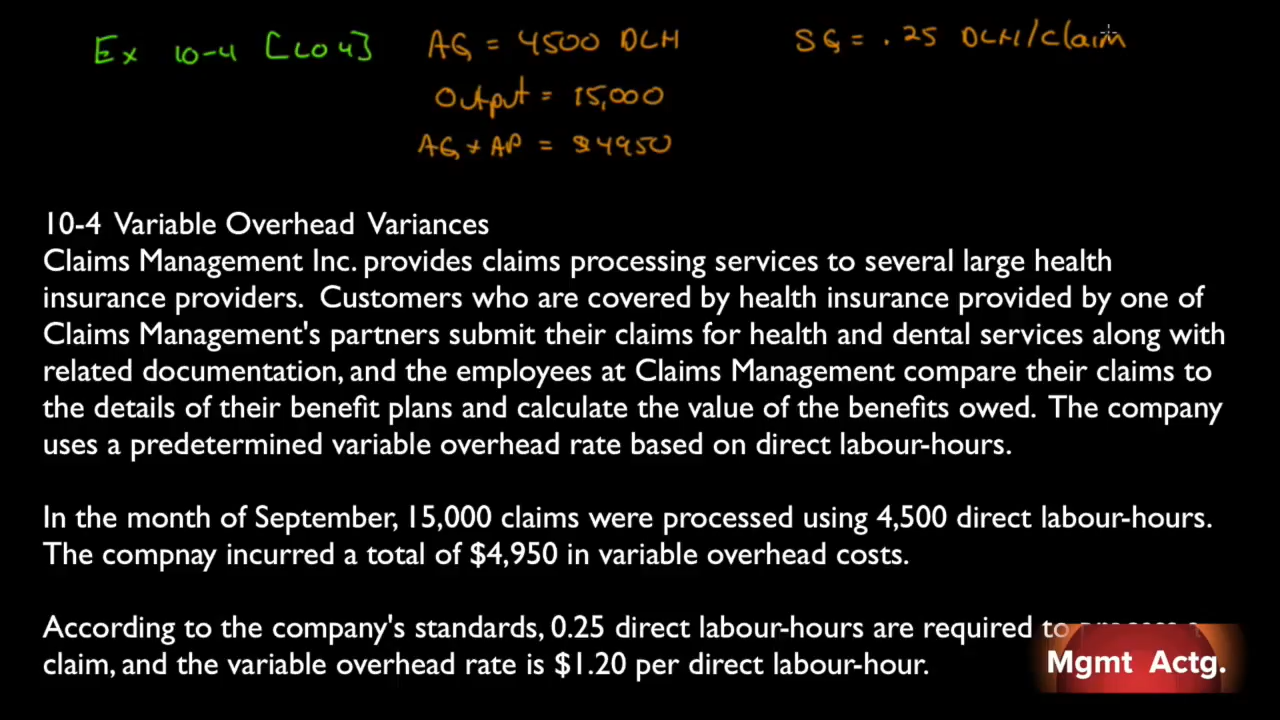 Ex 10-4 [LO 4] AQ = 4500 DLH SQ = .25 DLH/Claim
Output = 15,000
AQ x AP = $4950
10-4 Variable Overhead Variances
Claims Management Inc. provides claims processing services to several large health
insurance providers. Customers who are covered by health insurance provided by one of
Claims Management's partners submit their claims for health and dental services along with
related documentation, and the employees at Claims Management compare their claims to
the details of their benefit plans and calculate the value of the benefits owed. The company
uses a predetermined variable overhead rate based on direct labour-hours.
In the month of September, 15,000 claims were processed using 4,500 direct labour-hours.
The compnay incurred a total of $4,950 in variable overhead costs.
According to the company's standards, 0.25 direct labour-hours are required to
claim, and the variable overhead rate is $1.20 per direct labour-hour.
Mgmt Actg.